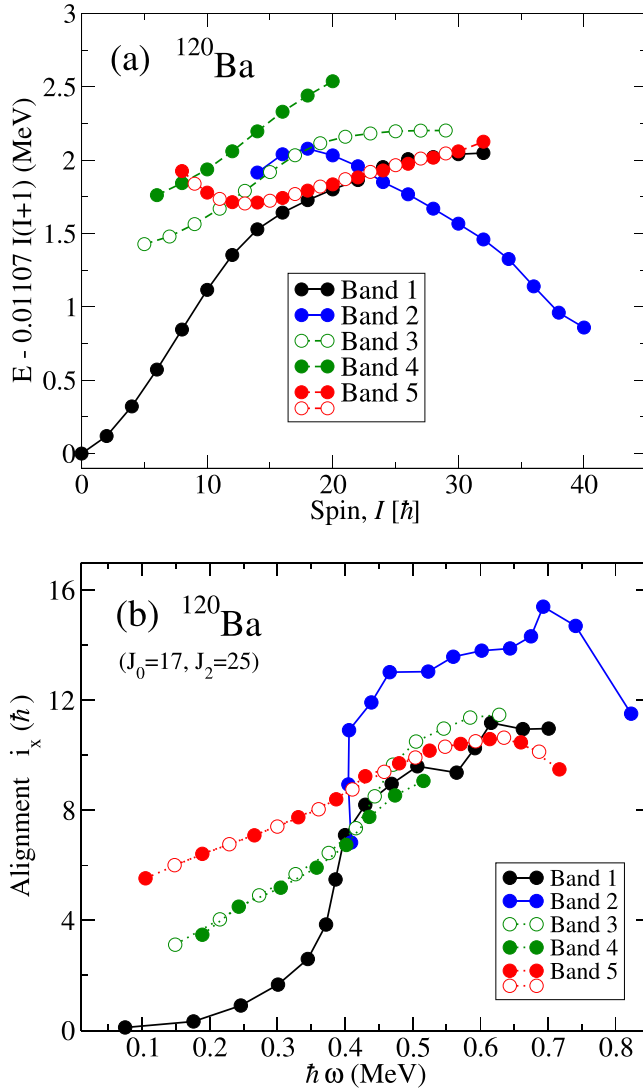 3
(a)
¹²⁰Ba
2.5
2
1.5
1
0.5
0
E - 0.01107 I(I+1) (MeV)
Band 1
Band 2
Band 3
Band 4
Band 5
0 10 20 30 40
Spin, I [ħ]
16
(b)
¹²⁰Ba
(J₀=17, J₂=25)
12
8
4
0
Alignment iₓ (ħ)
Band 1
Band 2
Band 3
Band 4
Band 5
0.1 0.2 0.3 0.4 0.5 0.6 0.7 0.8
ħ ω (MeV)